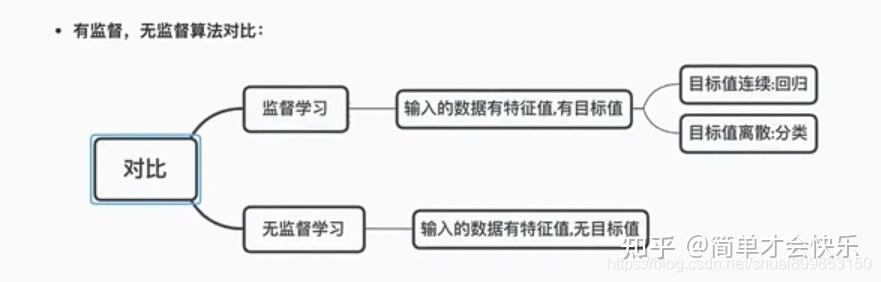 • 有监督，无监督算法对比：
对比
监督学习
输入的数据有特征值,有目标值
目标值连续:回归
目标值离散:分类
无监督学习
输入的数据有特征值,无目标值
知乎 @简单才会快乐
https://blog.csdn.net/shuai809853150